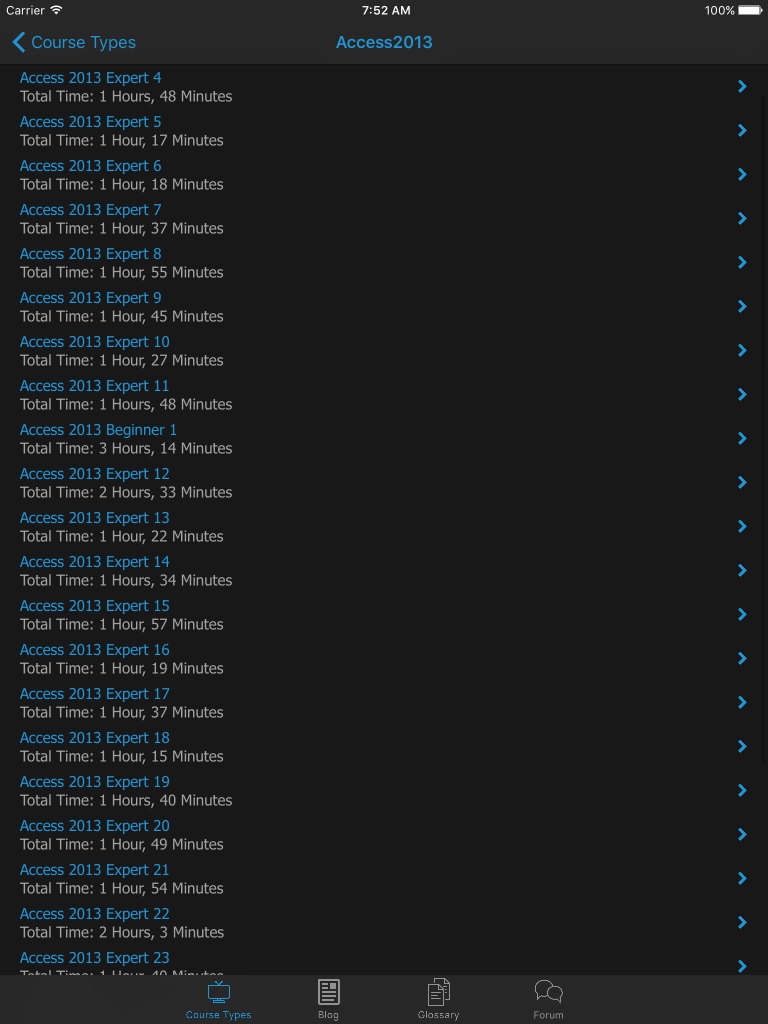 Carrier 7:52 AM 100%
Course Types Access2013
Access 2013 Expert 4
Total Time: 1 Hours, 48 Minutes
Access 2013 Expert 5
Total Time: 1 Hour, 17 Minutes
Access 2013 Expert 6
Total Time: 1 Hour, 18 Minutes
Access 2013 Expert 7
Total Time: 1 Hour, 37 Minutes
Access 2013 Expert 8
Total Time: 1 Hour, 55 Minutes
Access 2013 Expert 9
Total Time: 1 Hour, 45 Minutes
Access 2013 Expert 10
Total Time: 1 Hour, 27 Minutes
Access 2013 Expert 11
Total Time: 1 Hours, 48 Minutes
Access 2013 Beginner 1
Total Time: 3 Hours, 14 Minutes
Access 2013 Expert 12
Total Time: 2 Hours, 33 Minutes
Access 2013 Expert 13
Total Time: 1 Hour, 22 Minutes
Access 2013 Expert 14
Total Time: 1 Hours, 34 Minutes
Access 2013 Expert 15
Total Time: 1 Hour, 57 Minutes
Access 2013 Expert 16
Total Time: 1 Hour, 19 Minutes
Access 2013 Expert 17
Total Time: 1 Hour, 37 Minutes
Access 2013 Expert 18
Total Time: 1 Hour, 15 Minutes
Access 2013 Expert 19
Total Time: 1 Hours, 40 Minutes
Access 2013 Expert 20
Total Time: 1 Hour, 49 Minutes
Access 2013 Expert 21
Total Time: 1 Hour, 54 Minutes
Access 2013 Expert 22
Total Time: 2 Hours, 3 Minutes
Access 2013 Expert 23
Total Time: 1 Hour, Minutes
Course Types Blog Glossary Forum